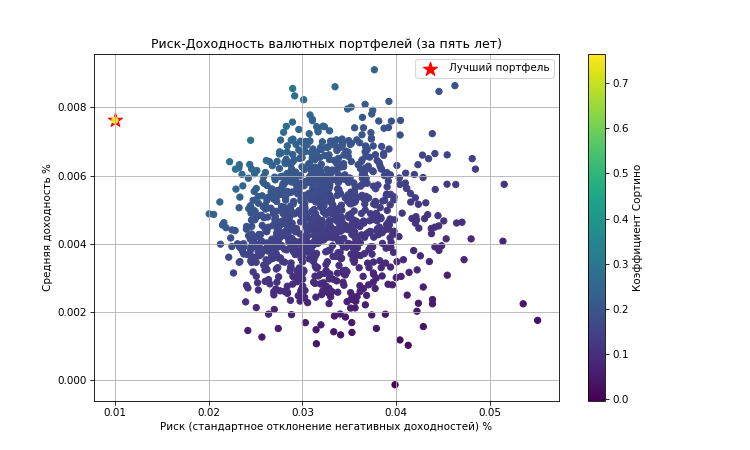 Риск-Доходность валютных портфелей (за пять лет)
Лучший портфель
Средняя доходность %
0.008
0.006
0.004
0.002
0.000
0.01 0.02 0.03 0.04 0.05
Риск (стандартное отклонение негативных доходностей) %
0.7
0.6
0.5
0.4
0.3
0.2
0.1
0.0
Коэффициент Сортино